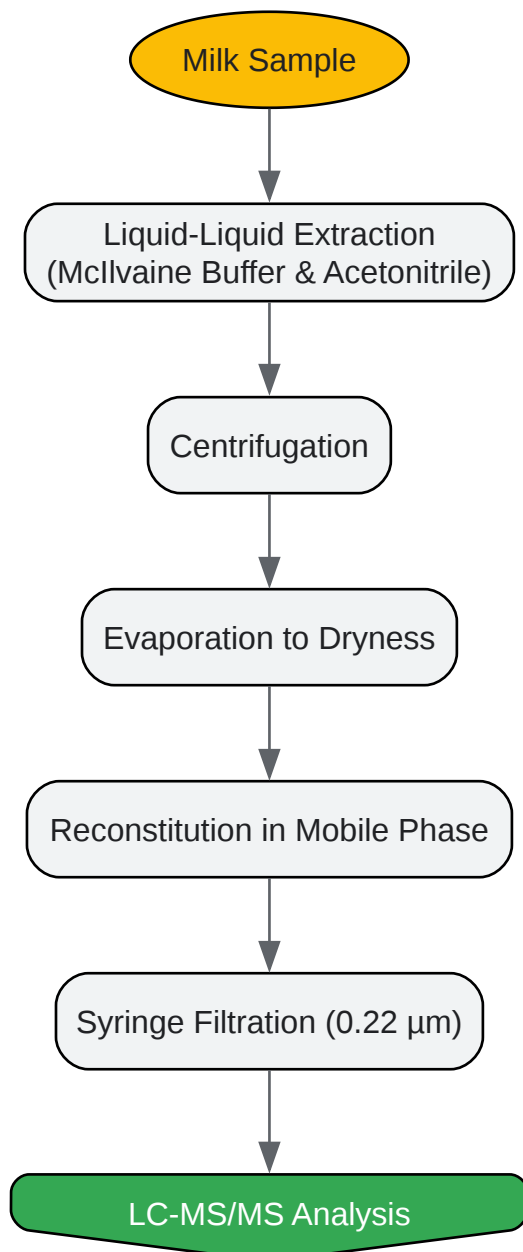 Milk Sample
Liquid-Liquid Extraction
(McIlvaine Buffer & Acetonitrile)
Centrifugation
Evaporation to Dryness
Reconstitution in Mobile Phase
Syringe Filtration (0.22 µm)
LC-MS/MS Analysis